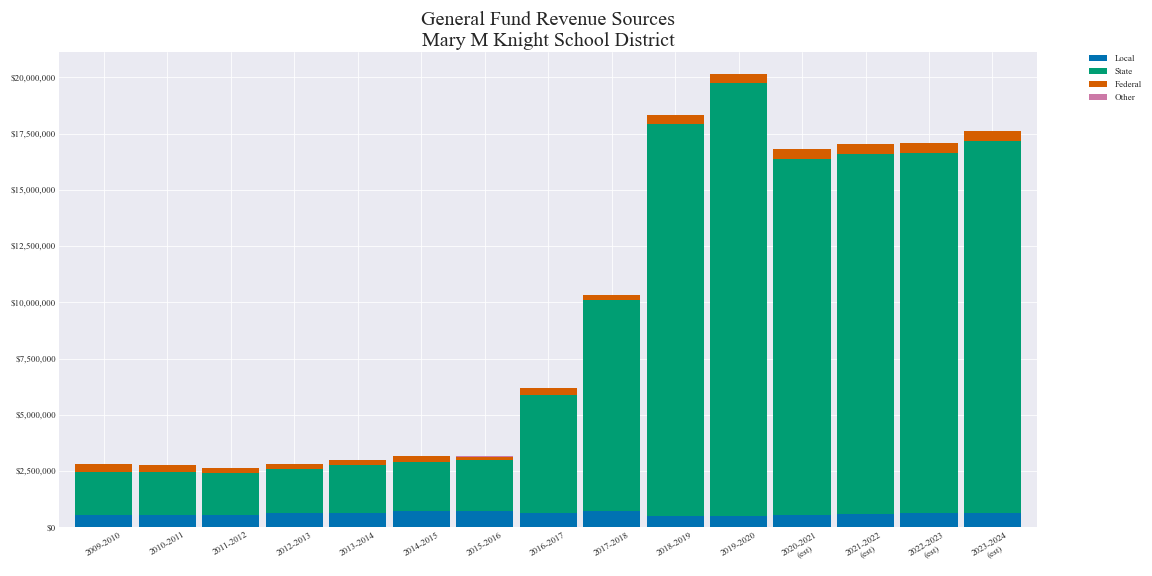 General Fund Revenue Sources
Mary M Knight School District
Local
State
Federal
Other
$20,000,000
$17,500,000
$15,000,000
$12,500,000
$10,000,000
$7,500,000
$5,000,000
$2,500,000
$0
2009-2010
2010-2011
2011-2012
2012-2013
2013-2014
2014-2015
2015-2016
2016-2017
2017-2018
2018-2019
2019-2020
2020-2021
(est)
2021-2022
(est)
2022-2023
(est)
2023-2024
(est)